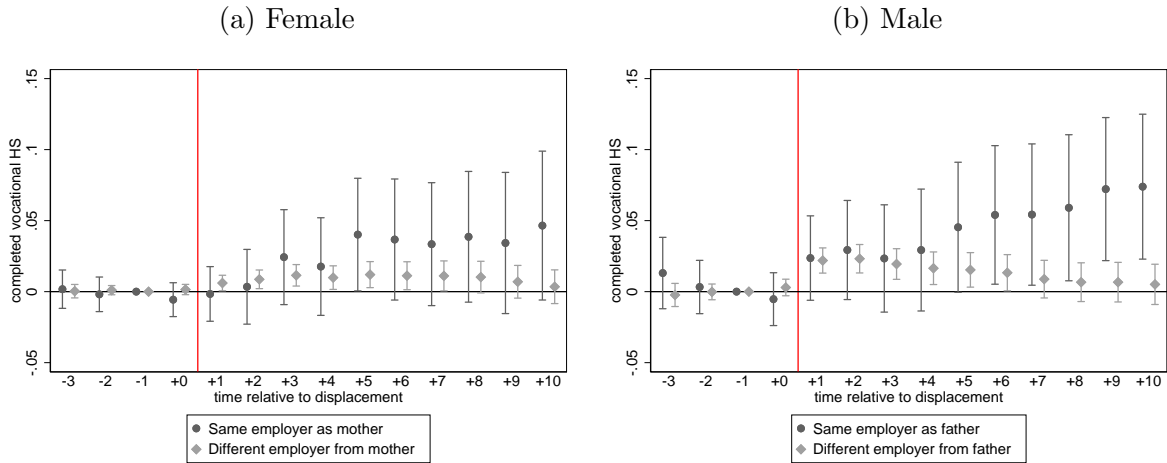 (a) Female
completed vocational HS
.15
.1
.05
0
-.05
-3 -2 -1 +0 +1 +2 +3 +4 +5 +6 +7 +8 +9 +10
time relative to displacement
Same employer as mother
Different employer from mother
(b) Male
completed vocational HS
.15
.1
.05
0
-.05
-3 -2 -1 +0 +1 +2 +3 +4 +5 +6 +7 +8 +9 +10
time relative to displacement
Same employer as father
Different employer from father